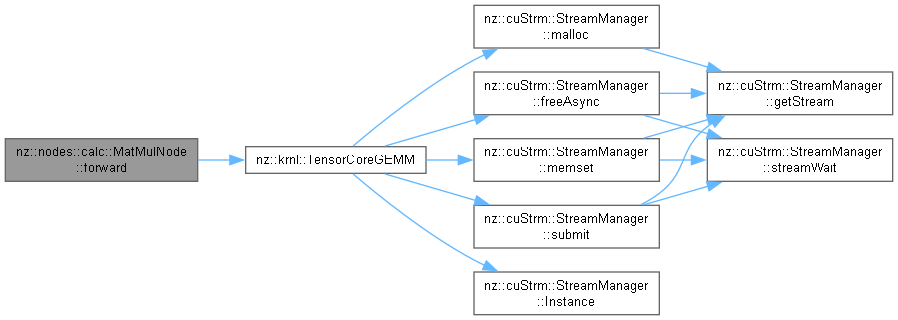 nz::nodes::calc::MatMulNode
::forward
nz::krnl::TensorCoreGEMM
nz::cuStrm::StreamManager
::malloc
nz::cuStrm::StreamManager
::freeAsync
nz::cuStrm::StreamManager
::memset
nz::cuStrm::StreamManager
::submit
nz::cuStrm::StreamManager
::Instance
nz::cuStrm::StreamManager
::getStream
nz::cuStrm::StreamManager
::streamWait